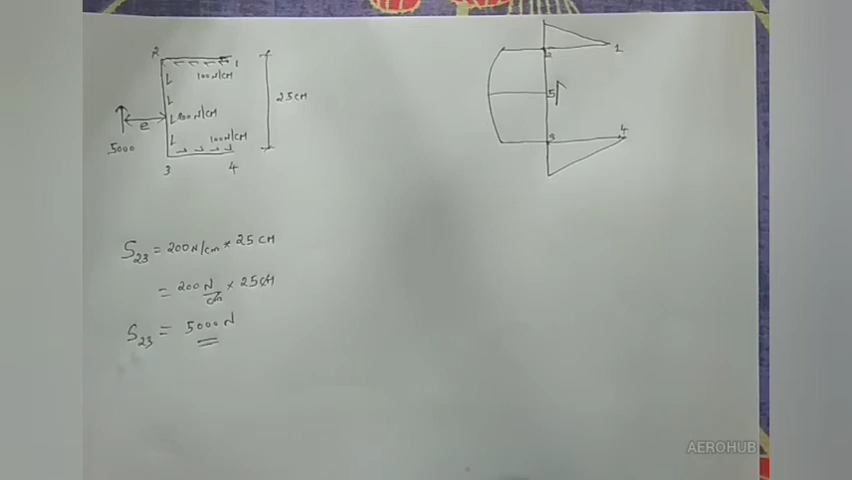 2
1
100N/CM
25CM
200N/CM
e
5000
100N/CM
3
4
1
2
5
3
4
S23 = 200N/cm * 25 CM
= 200 N/cm × 25CM
S23 = 5000 N
AEROHUB